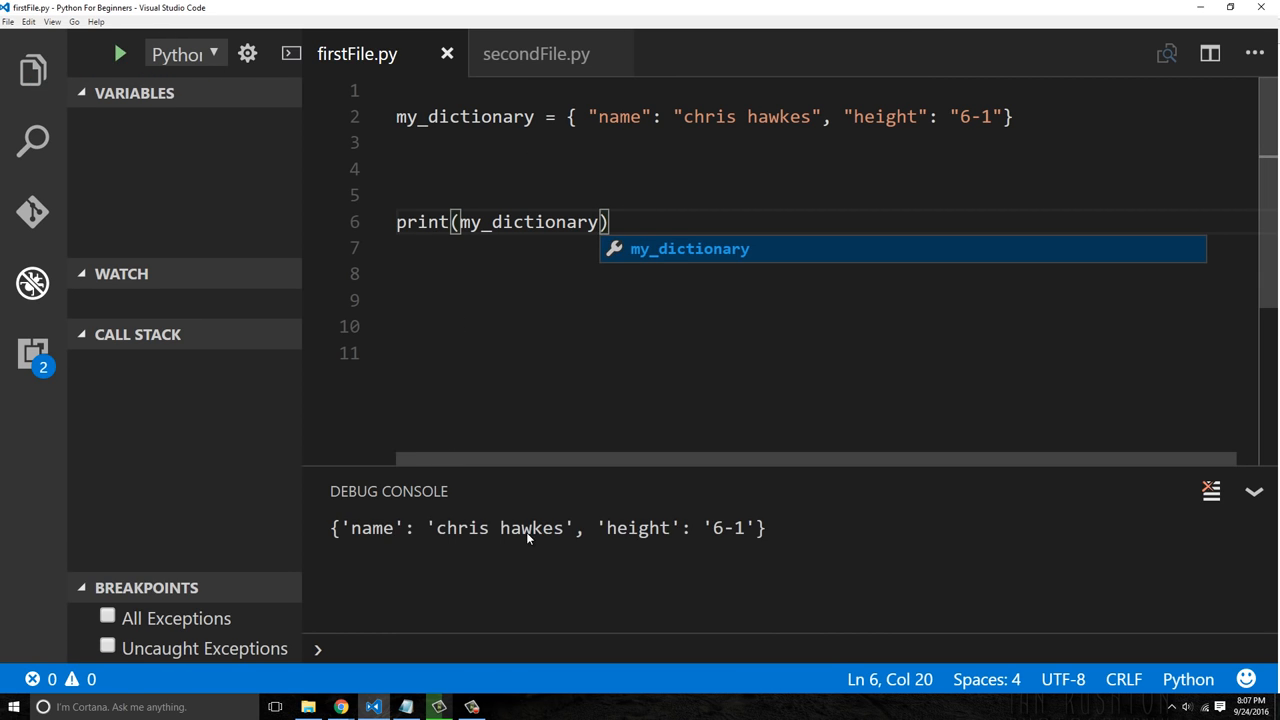 firstFile.py - Python For Beginners - Visual Studio Code
File Edit View Go Help
Python
firstFile.py
secondFile.py
VARIABLES
WATCH
CALL STACK
2
BREAKPOINTS
All Exceptions
Uncaught Exceptions
1
2 my_dictionary = { "name": "chris hawkes", "height": "6-1"}
3
4
5
6 print(my_dictionary)
7 my_dictionary
8
9
10
11
DEBUG CONSOLE
{'name': 'chris hawkes', 'height': '6-1'}
0 0 Ln 6, Col 20 Spaces: 4 UTF-8 CRLF Python
I'm Cortana. Ask me anything.
8:07 PM
9/24/2016